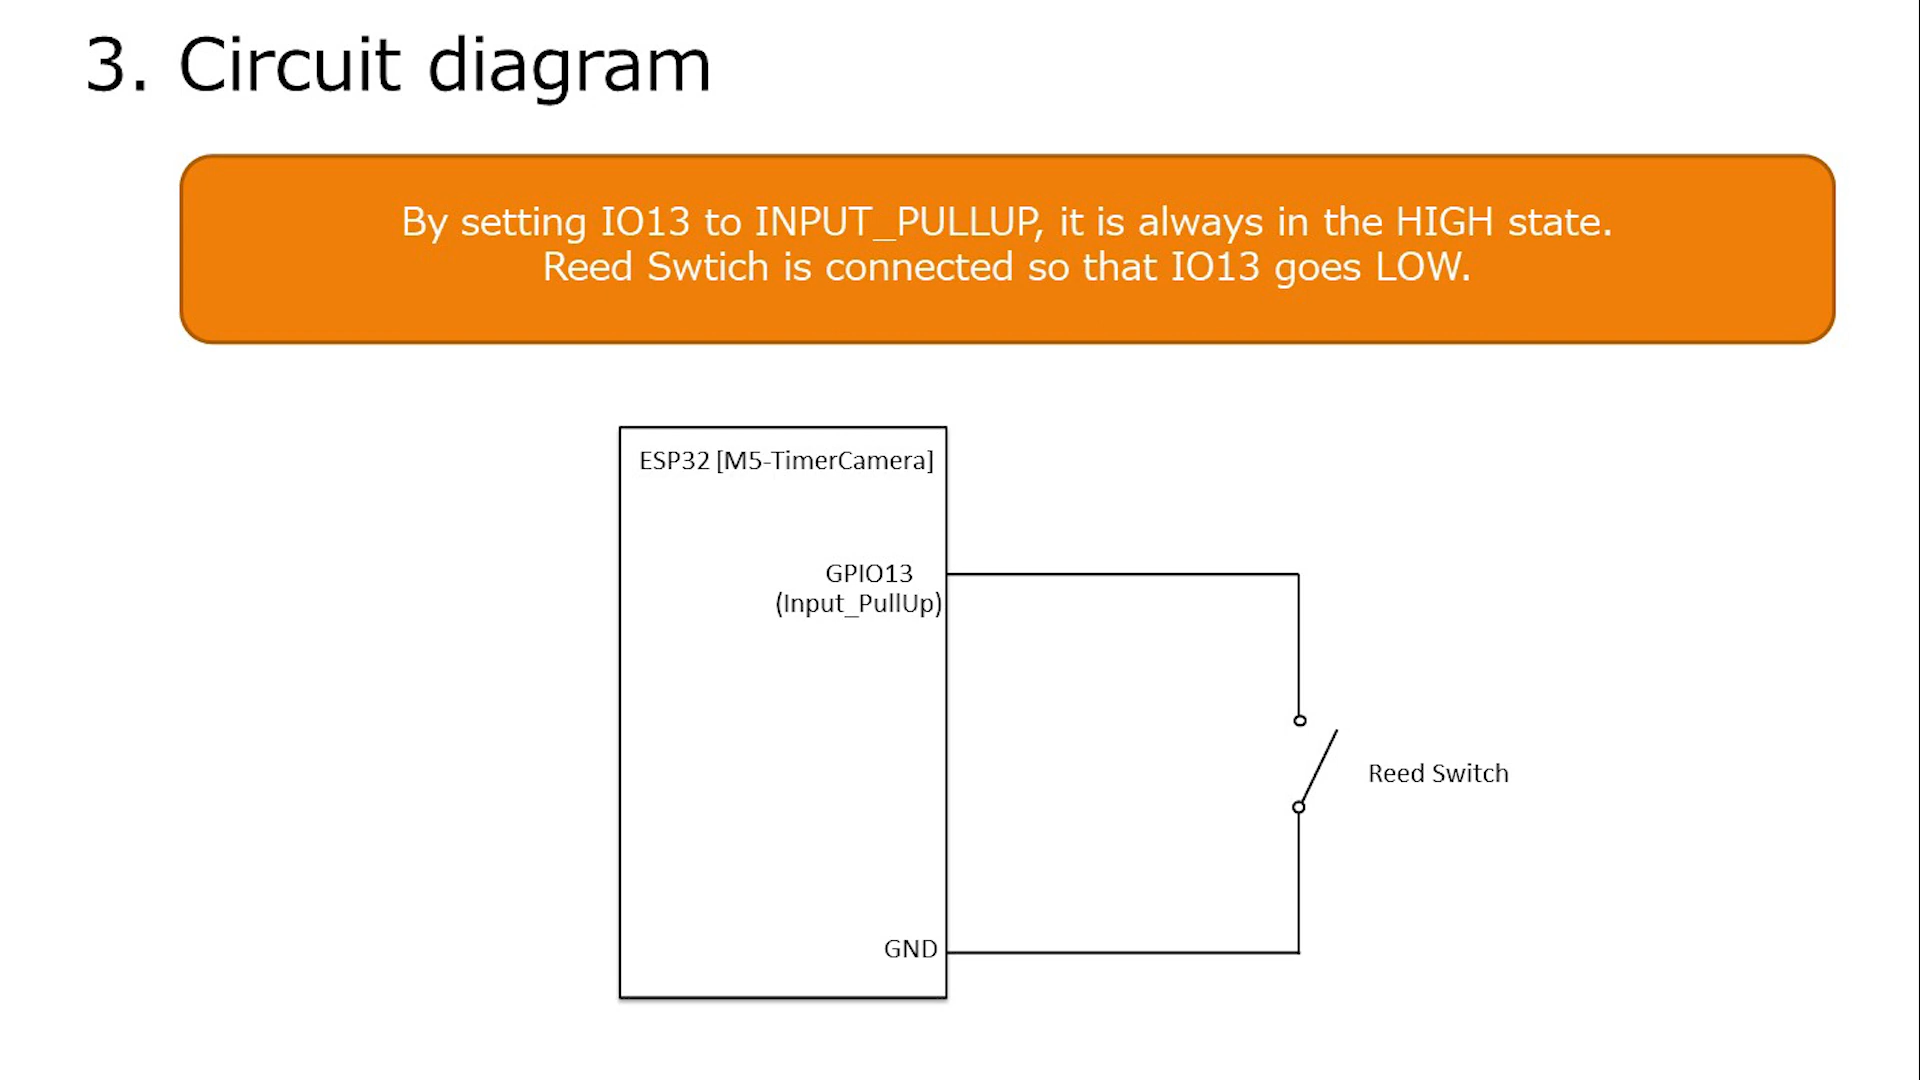 3. Circuit diagram
By setting IO13 to INPUT_PULLUP, it is always in the HIGH state.
Reed Swtich is connected so that IO13 goes LOW.
ESP32 [M5-TimerCamera]
GPIO13
(Input_PullUp)
Reed Switch
GND